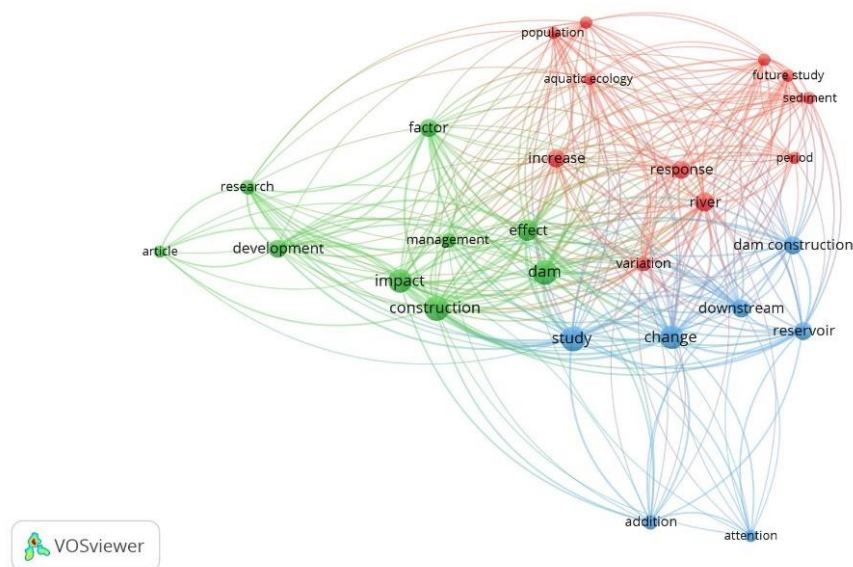 population
future study
aquatic ecology
sediment
factor
increase
period
response
research
river
effect
management
dam construction
development
article
variation
dam
impact
construction
downstream
reservoir
study
change
addition
attention
VOSviewer